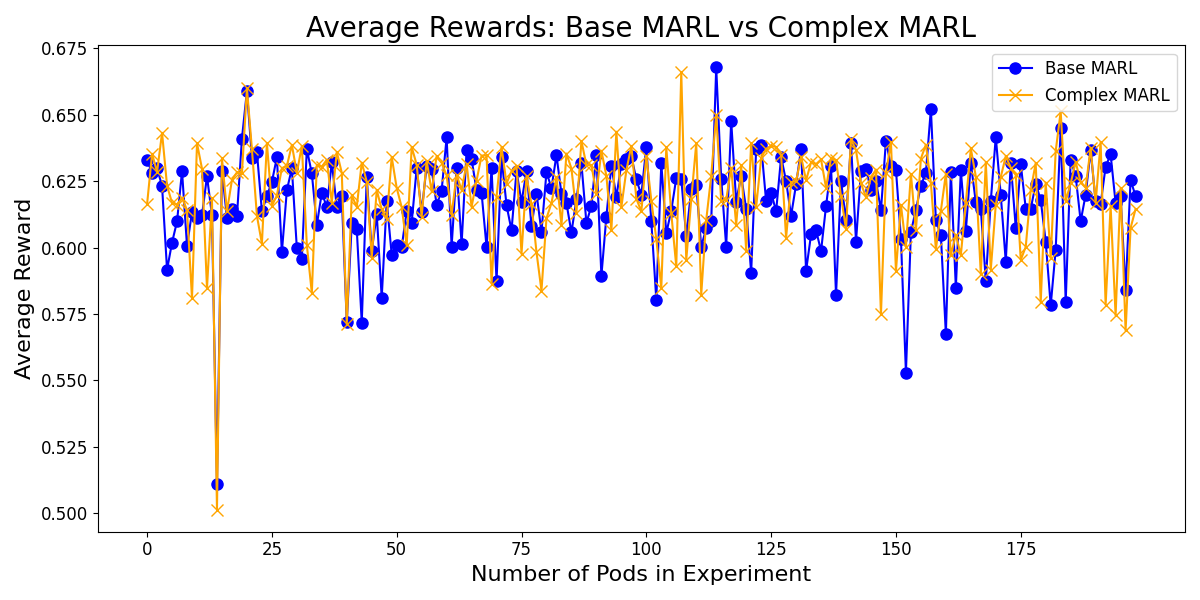 Average Rewards: Base MARL vs Complex MARL
Base MARL
Complex MARL
Average Reward
0.675
0.650
0.625
0.600
0.575
0.550
0.525
0.500
0 25 50 75 100 125 150 175
Number of Pods in Experiment